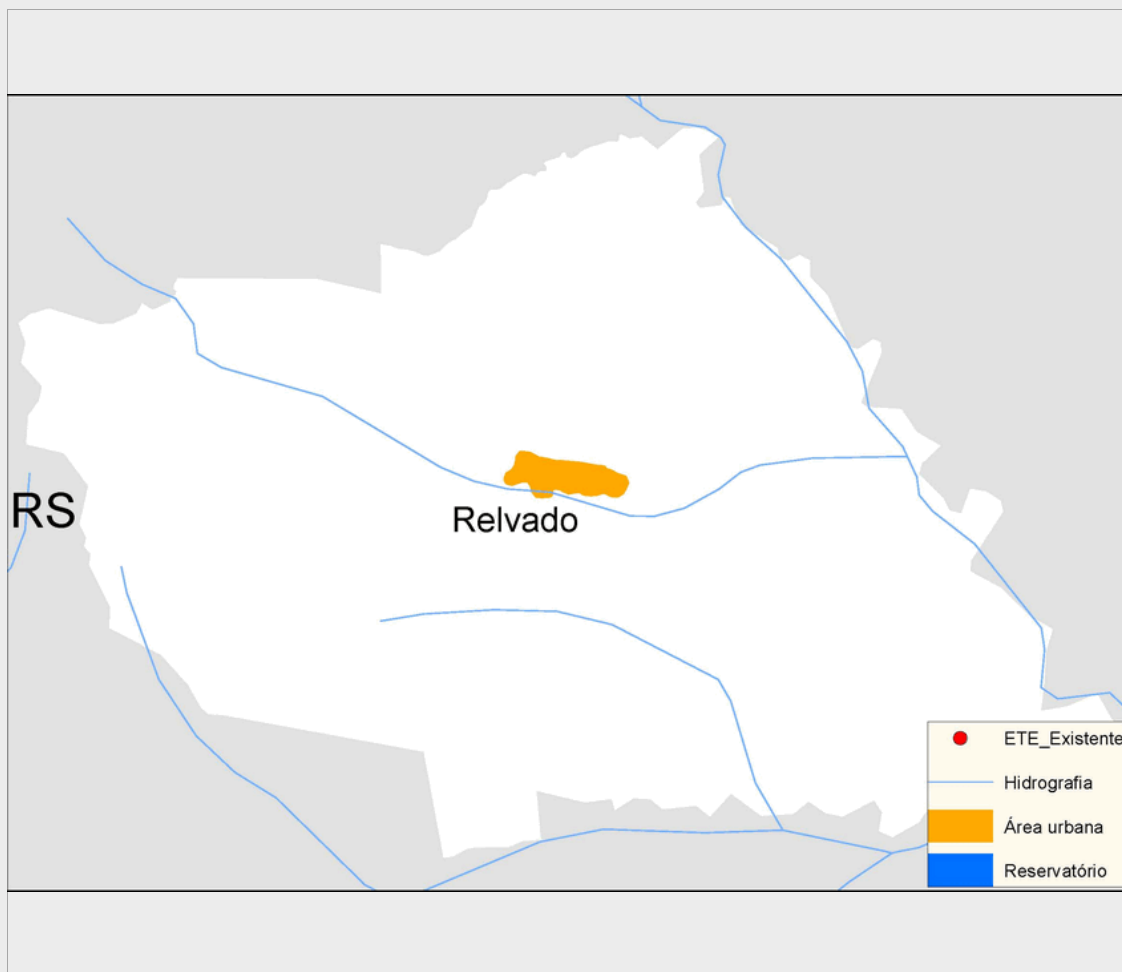 RS
Relvado
ETE_Existente
Hidrografia
Área urbana
Reservatório